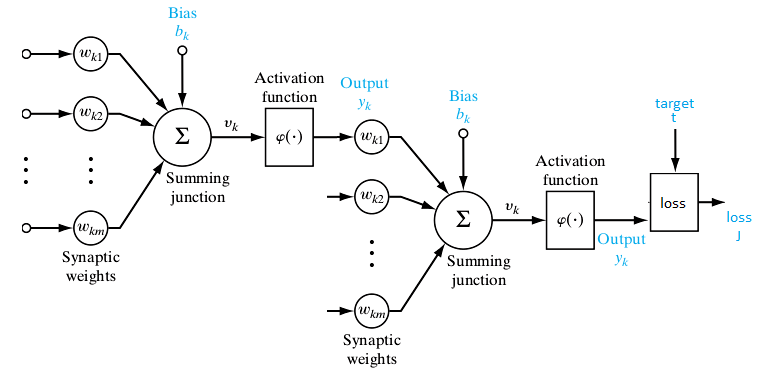 Bias
b_k
w_k1
Activation
function
w_k2
Σ
v_k
φ(·)
Summing
junction
w_km
Synaptic
weights
Output
y_k
w_k1
Bias
b_k
w_k2
Σ
v_k
Activation
function
φ(·)
Summing
junction
w_km
Synaptic
weights
Output
y_k
target
t
loss
loss
J